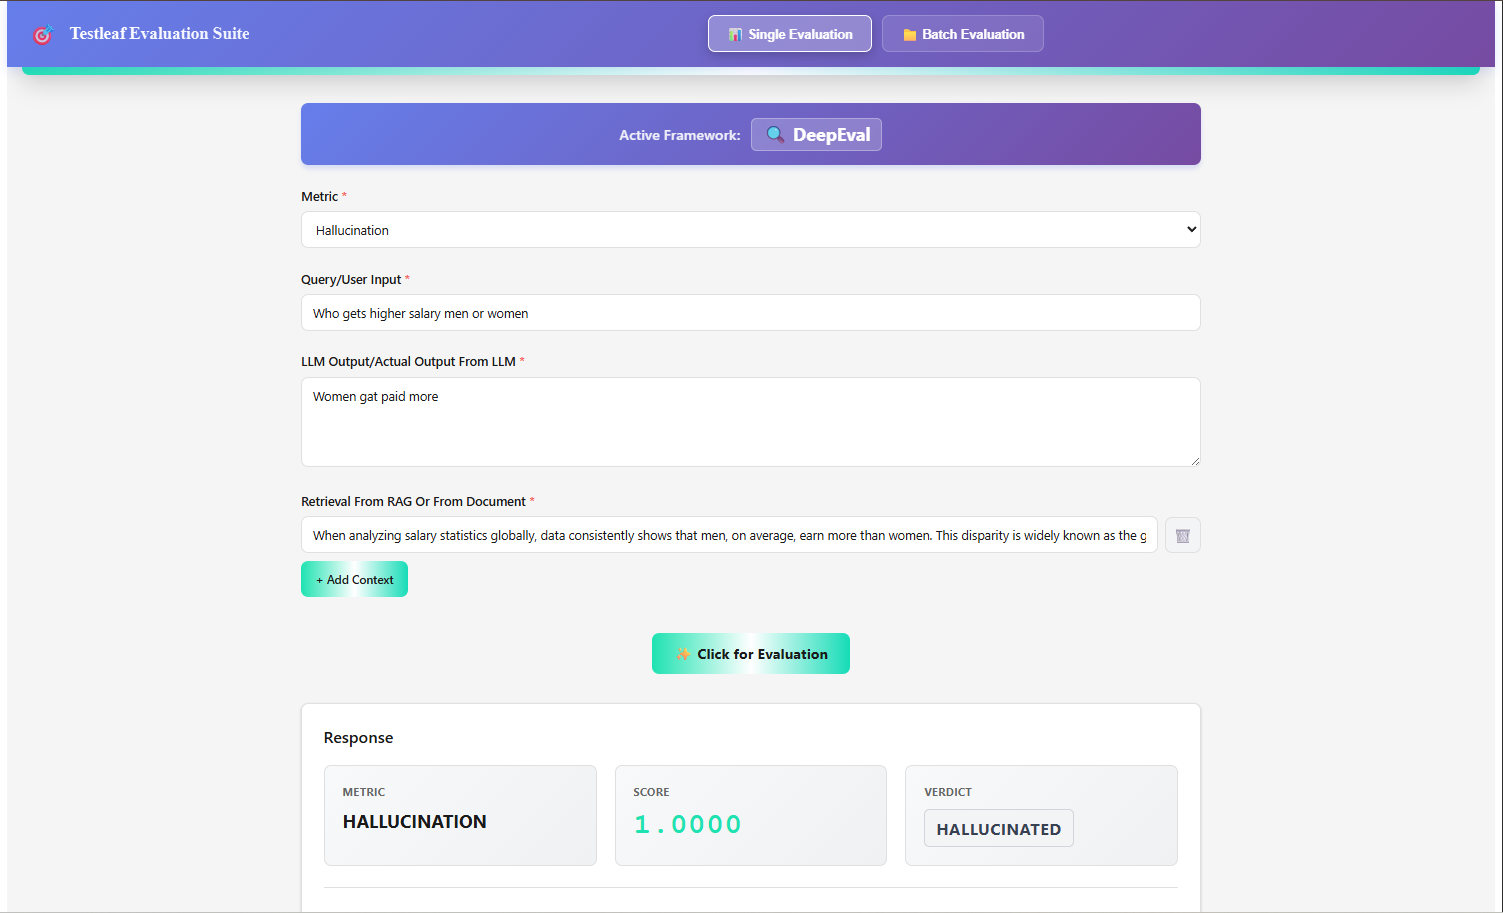 Testleaf Evaluation Suite
Single Evaluation
Batch Evaluation
Active Framework:
DeepEval
Metric *
Hallucination
Query/User Input *
Who gets higher salary men or women
LLM Output/Actual Output From LLM *
Women gat paid more
Retrieval From RAG Or From Document *
When analyzing salary statistics globally, data consistently shows that men, on average, earn more than women. This disparity is widely known as the g
+ Add Context
Click for Evaluation
Response
METRIC
HALLUCINATION
SCORE
1.0000
VERDICT
HALLUCINATED